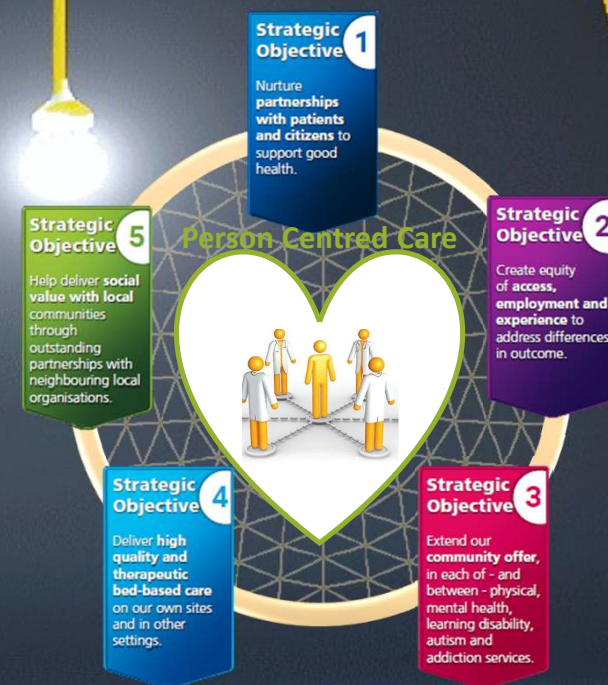 Strategic
Objective 1
Nurture
partnerships
with patients
and citizens to
support good
health.
Person Centred Care
Strategic
Objective 2
Create equity
of access,
employment and
experience to
address differences
in outcome.
Strategic
Objective 3
Extend our
community offer,
in each of - and
between - physical,
mental health,
learning disability,
autism and
addiction services.
Strategic
Objective 4
Deliver high
quality and
therapeutic
bed-based care
on our own sites
and in other
settings.
Strategic
Objective 5
Help deliver social
value with local
communities
through
outstanding
partnerships with
neighbouring local
organisations.